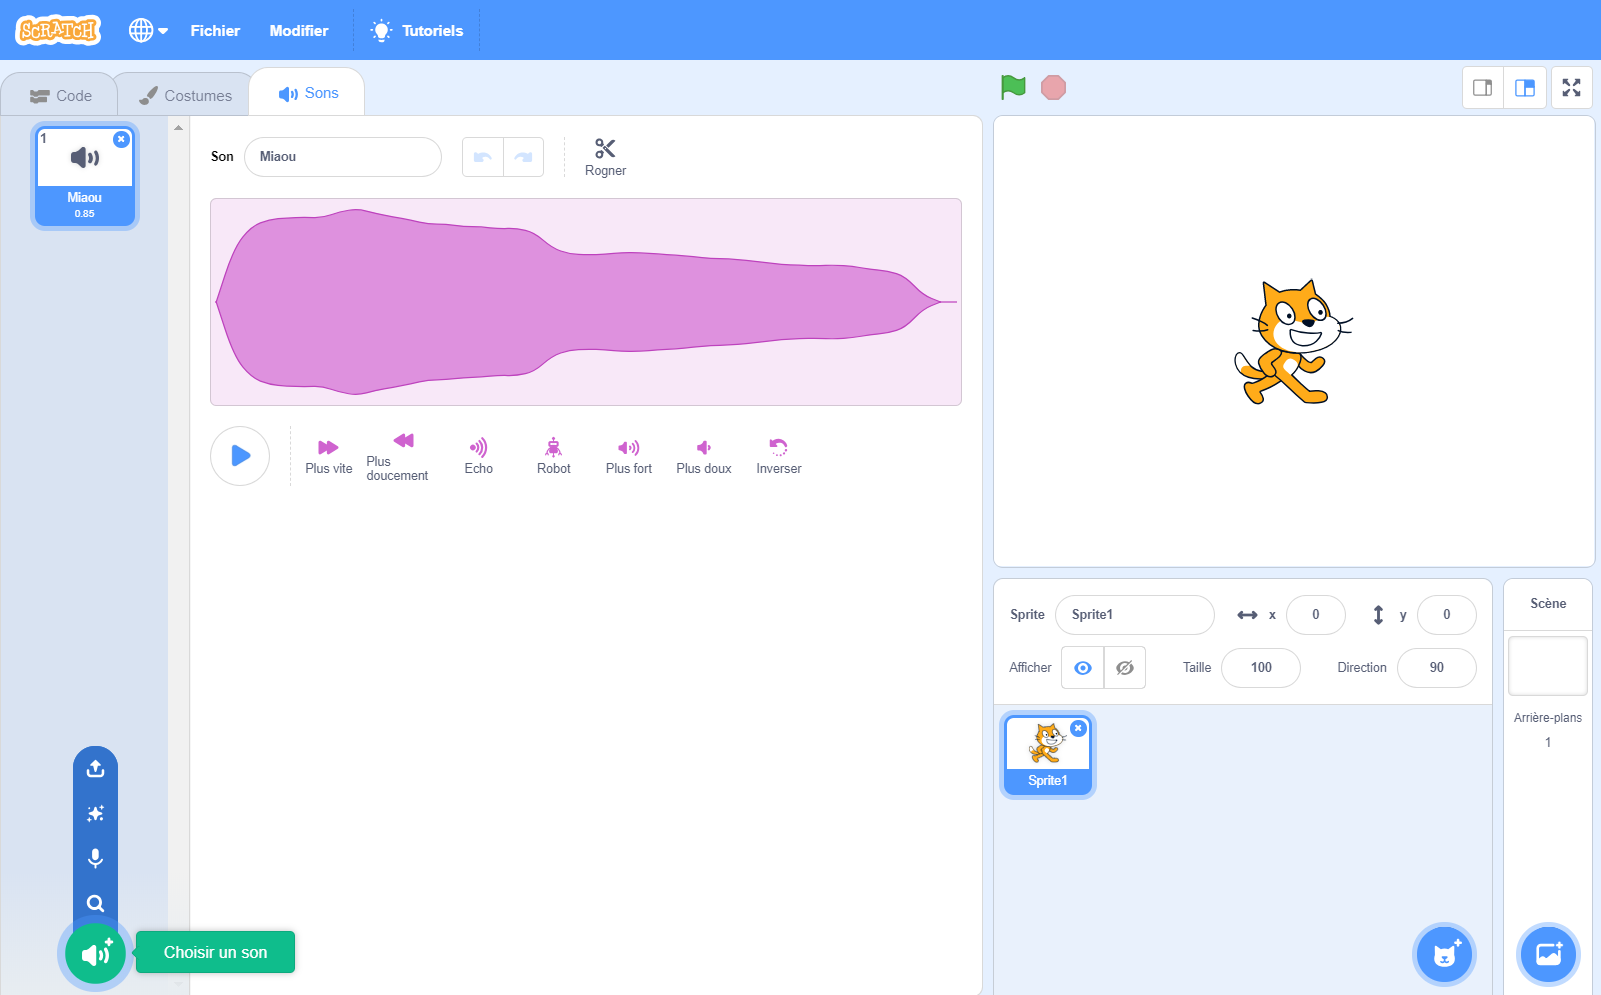 SCRATCH
Fichier
Modifier
Tutoriels
Code
Costumes
Sons
1
Miaou
0.85
Son
Miaou
Rogner
Plus vite
Plus
doucement
Echo
Robot
Plus fort
Plus doux
Inverser
Choisir un son
Sprite
Sprite1
x
0
y
0
Afficher
Taille
100
Direction
90
Sprite1
Scène
Arrière-plans
1